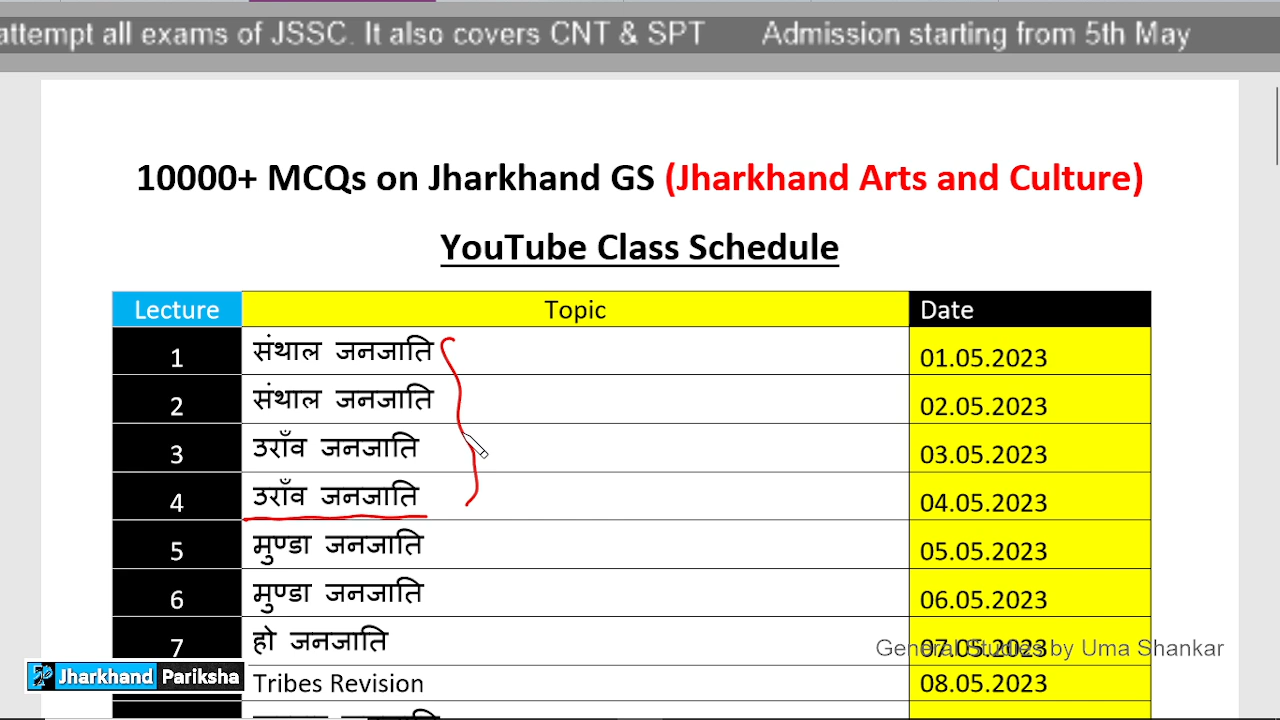 attempt all exams of JSSC. It also covers CNT & SPT Admission starting from 5th May
10000+ MCQs on Jharkhand GS (Jharkhand Arts and Culture)
YouTube Class Schedule
Lecture Topic Date
1 संथाल जनजाति 01.05.2023
2 संथाल जनजाति 02.05.2023
3 उराँव जनजाति 03.05.2023
4 उराँव जनजाति 04.05.2023
5 मुण्डा जनजाति 05.05.2023
6 मुण्डा जनजाति 06.05.2023
7 हो जनजाति 07.05.2023
General Studies by Uma Shankar
Jharkhand Pariksha
Tribes Revision 08.05.2023